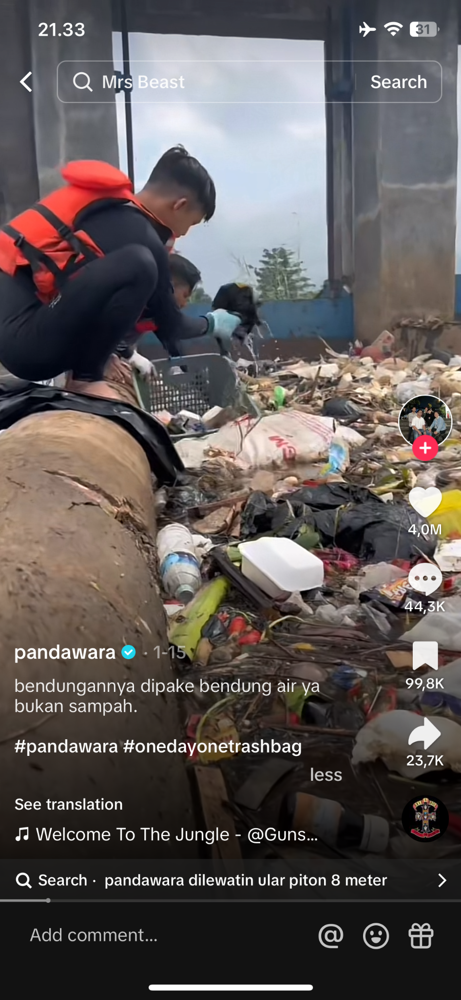 21.33
31
Mrs Beast
Search
4,0M
44,3K
pandawara · 1-15
99,8K
bendungannya dipake bendung air ya
bukan sampah.
#pandawara #onedayonetrashbag
23,7K
less
See translation
Welcome To The Jungle - @Guns...
Search · pandawara dilewatin ular piton 8 meter
Add comment...